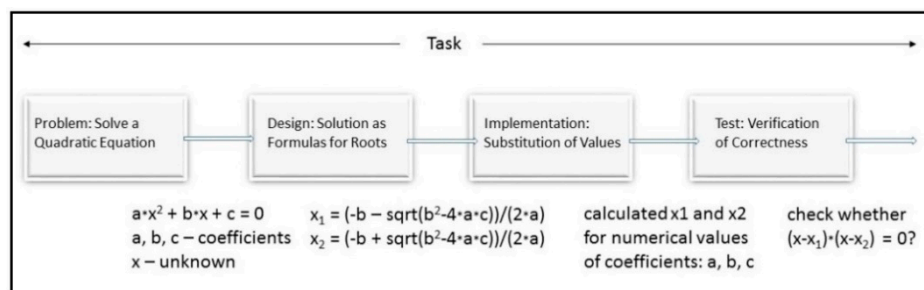 Task
Problem: Solve a
Quadratic Equation
Design: Solution as
Formulas for Roots
Implementation:
Substitution of Values
Test: Verification
of Correctness
a*x² + b*x + c = 0
a, b, c – coefficients
x – unknown
x₁ = (-b – sqrt(b²-4*a*c))/(2*a)
x₂ = (-b + sqrt(b²-4*a*c))/(2*a)
calculated x1 and x2
for numerical values
of coefficients: a, b, c
check whether
(x-x₁)*(x-x₂) = 0?